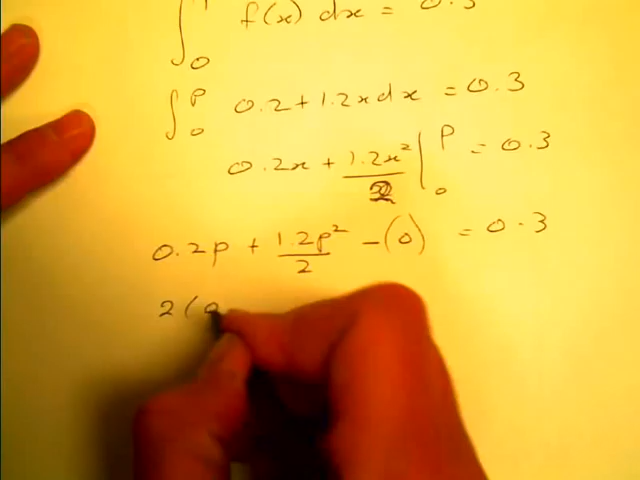 ∫₀ f(x) dx = 0.3
∫₀ᴾ 0.2 + 1.2x dx = 0.3
0.2x + 1.2x²/2 |₀ᴾ = 0.3
0.2p + 1.2p²/2 - (0) = 0.3
2(0